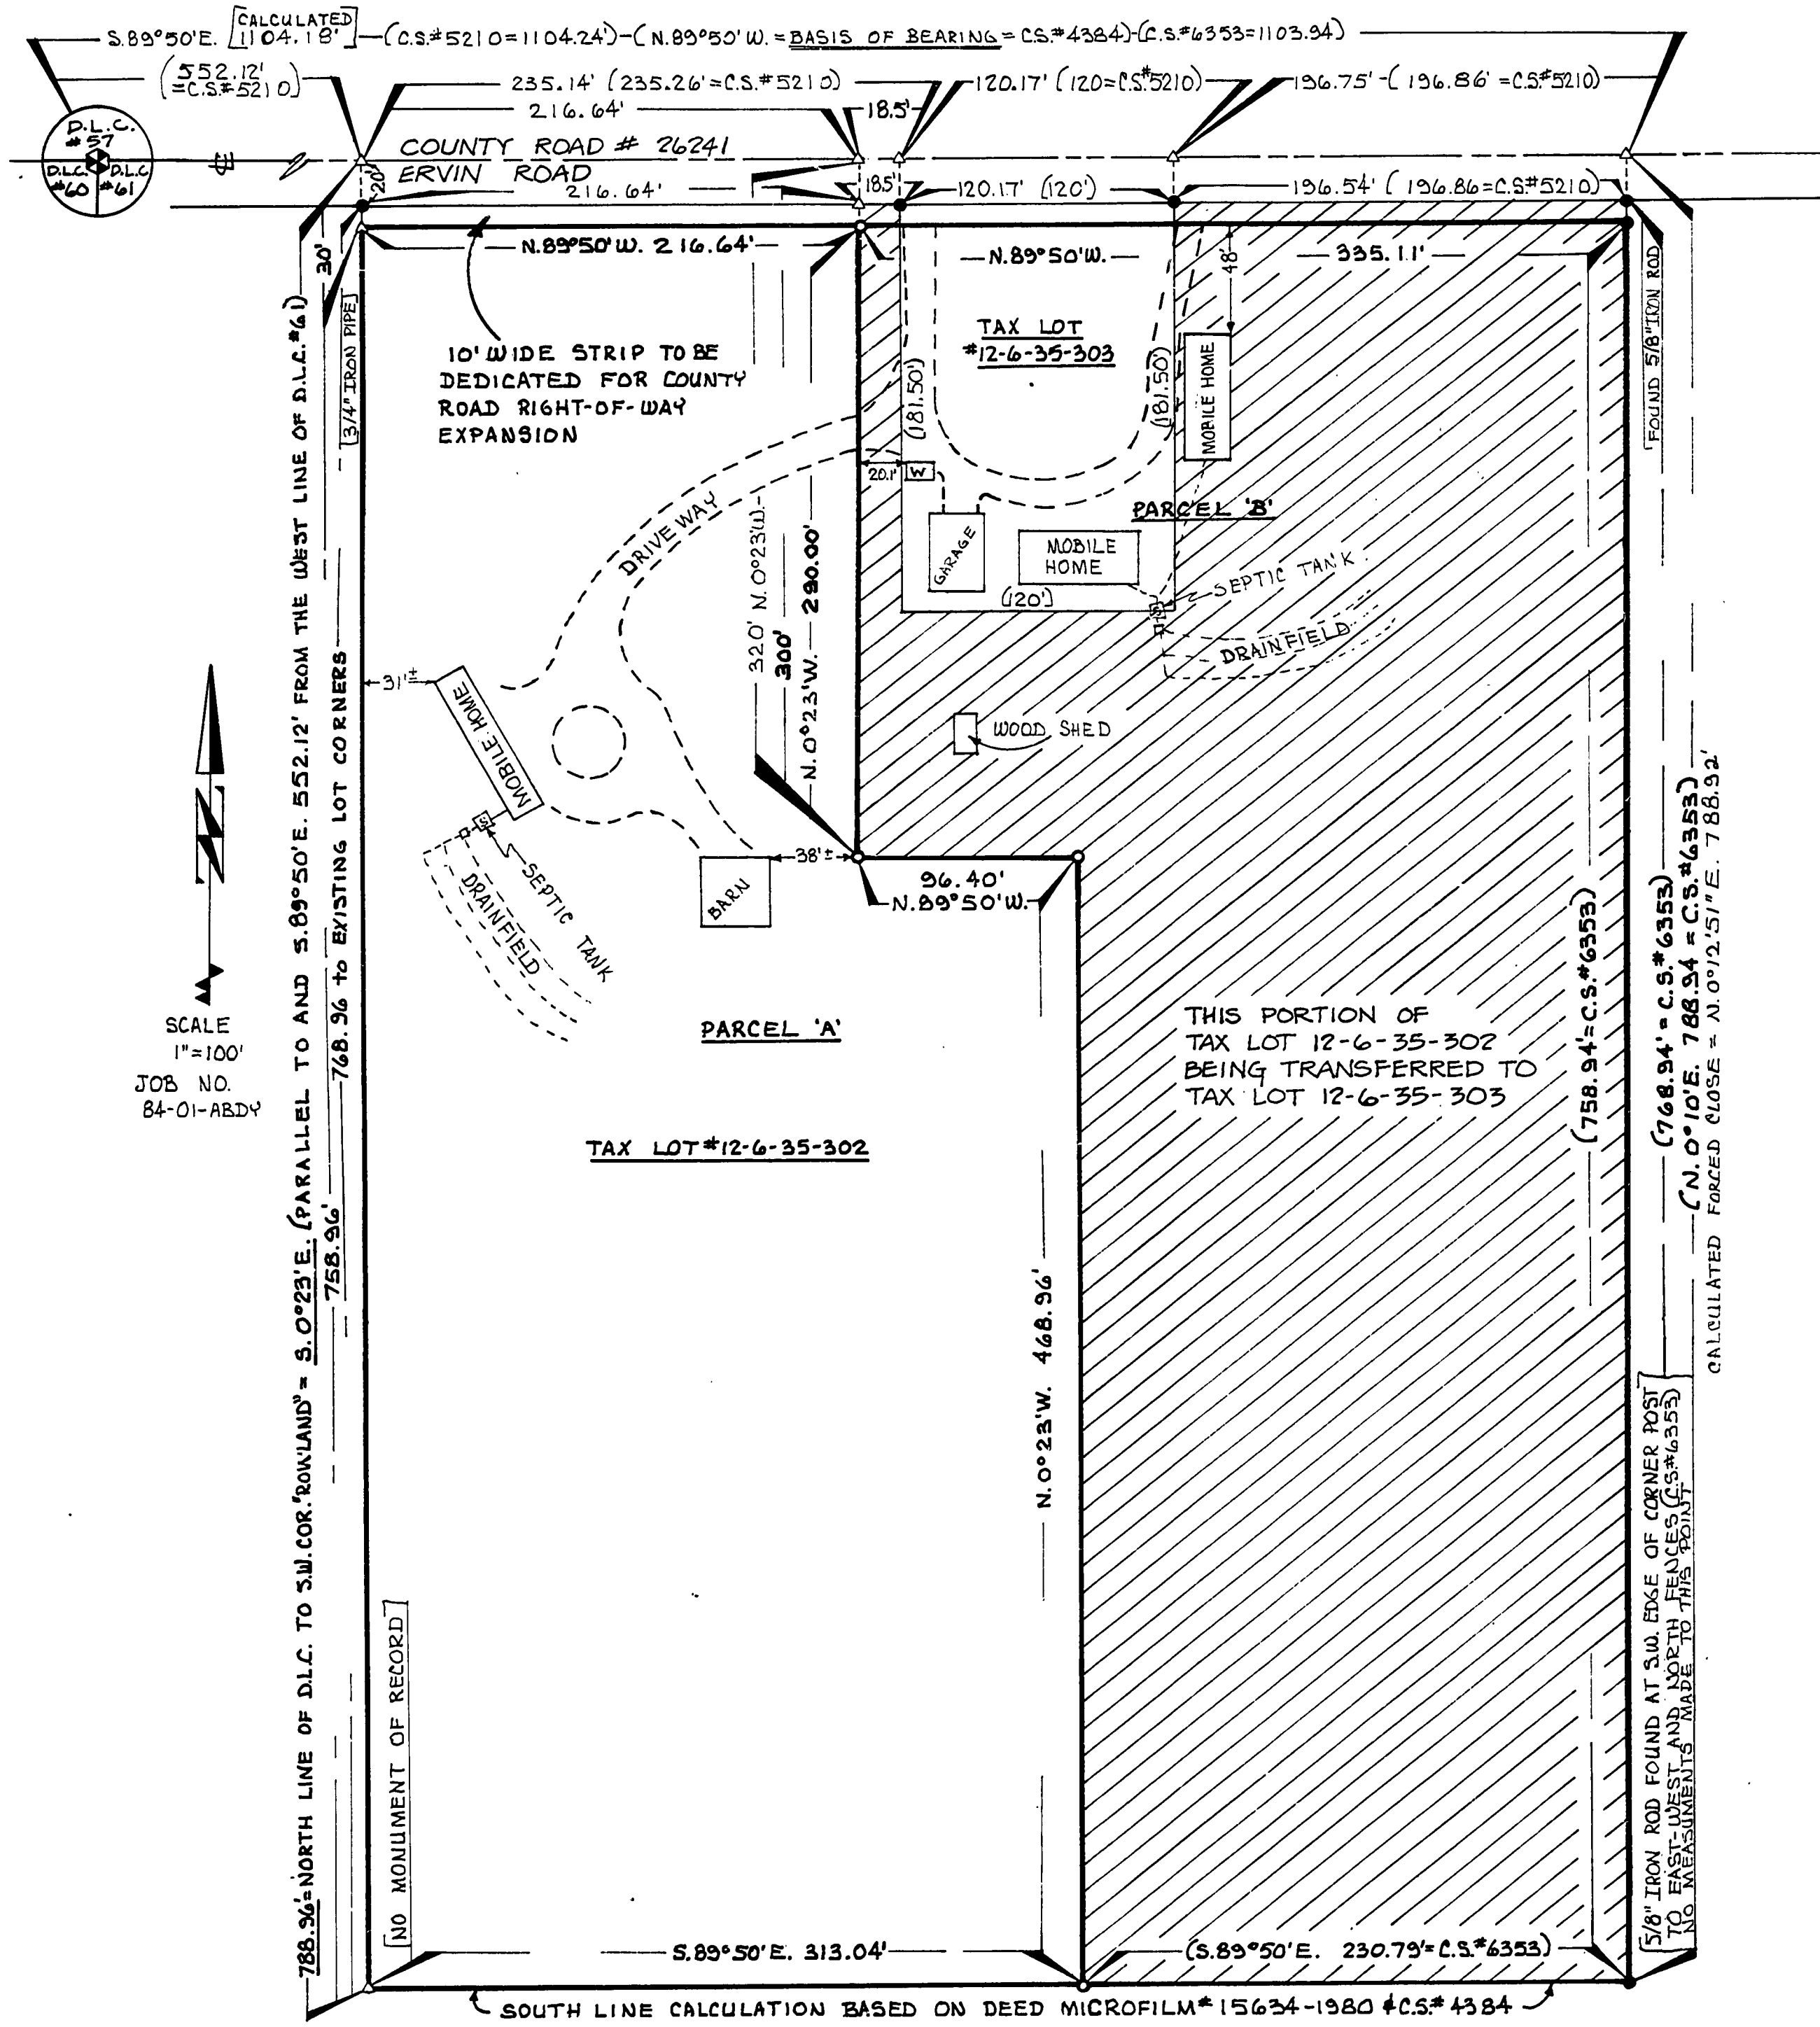 S.89°50'E. [CALCULATED 1104.18']—(C.S.#5210=1104.24')-(N.89°50'W.=BASIS OF BEARING=C.S.#4384)-(C.S.#6353=1103.94)
(552.12'
=C.S.#5210)
235.14' (235.26'=C.S.#5210)
120.17' (120=C.S.#5210)
196.75'-(196.86'=C.S.#5210)
216.64'
18.5'
D.L.C.
#57
D.L.C.
#60
D.L.C
#61
COUNTY ROAD # 26241
ERVIN ROAD
20'
216.64'
18.5'
120.17' (120')
196.54' (196.86=C.S.#5210)
30'
N.89°50'W. 216.64'
N.89°50'W.
335.11'
48'
[3/4" IRON PIPE]
FOUND 5/8" IRON ROD
10' WIDE STRIP TO BE
DEDICATED FOR COUNTY
ROAD RIGHT-OF-WAY
EXPANSION
TAX LOT
#12-6-35-303
(181.50')
(181.50')
MOBILE HOME
20.1'
W
PARCEL 'B'
DRIVEWAY
GARAGE
MOBILE
HOME
(120')
SEPTIC TANK
S
DRAINFIELD
320' N.0°23'W.
300'
N.0°23'W. 290.00'
31'±
MOBILE HOME
WOOD SHED
S
SEPTIC TANK
DRAINFIELD
BARN
38'±
96.40'
N.89°50'W.
N
SCALE
1"=100'
JOB NO.
84-01-ABDY
PARCEL 'A'
TAX LOT #12-6-35-302
THIS PORTION OF
TAX LOT 12-6-35-302
BEING TRANSFERRED TO
TAX LOT 12-6-35-303
788.96'=NORTH LINE OF D.L.C. TO S.W.COR."ROWLAND"= S.0°23'E. (PARALLEL TO AND S.89°50'E. 552.12' FROM THE WEST LINE OF D.L.C.#61)
758.96'
768.96 to EXISTING LOT CORNERS
N.0°23'W. 468.96'
(758.94'=C.S.#6353)
(768.94'=C.S.#6353)
(N.0°10'E. 788.94=C.S.#6353)
CALCULATED FORCED CLOSE = N.0°12'51"E. 788.92'
[NO MONUMENT OF RECORD]
[5/8" IRON ROD FOUND AT S.W. EDGE OF CORNER POST
TO EAST-WEST AND NORTH FENCES (C.S.#6353)
NO MEASUMENTS MADE TO THIS POINT
S.89°50'E. 313.04'
(S.89°50'E. 230.79'=C.S.#6353)
SOUTH LINE CALCULATION BASED ON DEED MICROFILM# 15634-1980 & C.S.# 4384